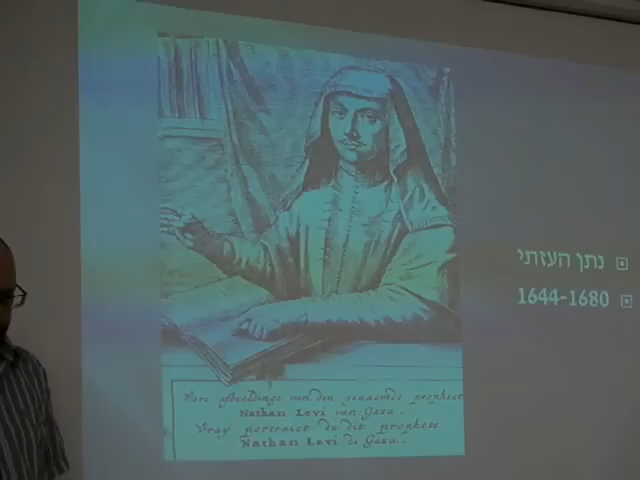 נתן העזתי
1644-1680
Ware afbeeldinge van den genaemde propheet
Nathan Levi van Gaza.
Vray portraict du dit prophete
Nathan Levi de Gaza.